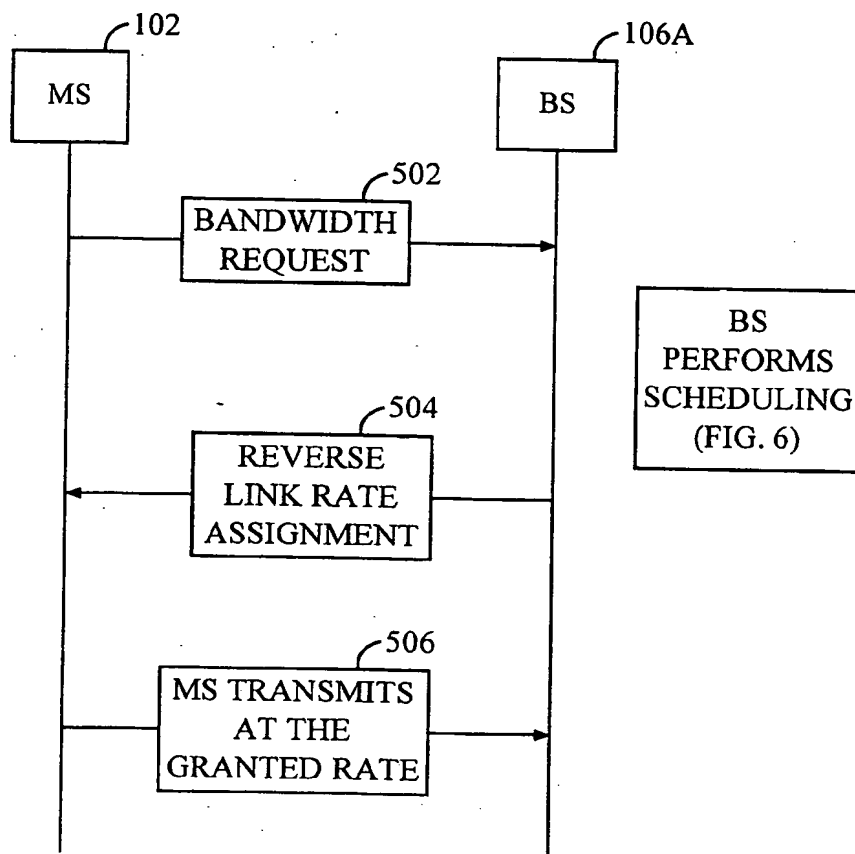 102
106A
MS
BS
502
BANDWIDTH
REQUEST
BS
PERFORMS
SCHEDULING
(FIG. 6)
504
REVERSE
LINK RATE
ASSIGNMENT
506
MS TRANSMITS
AT THE
GRANTED RATE